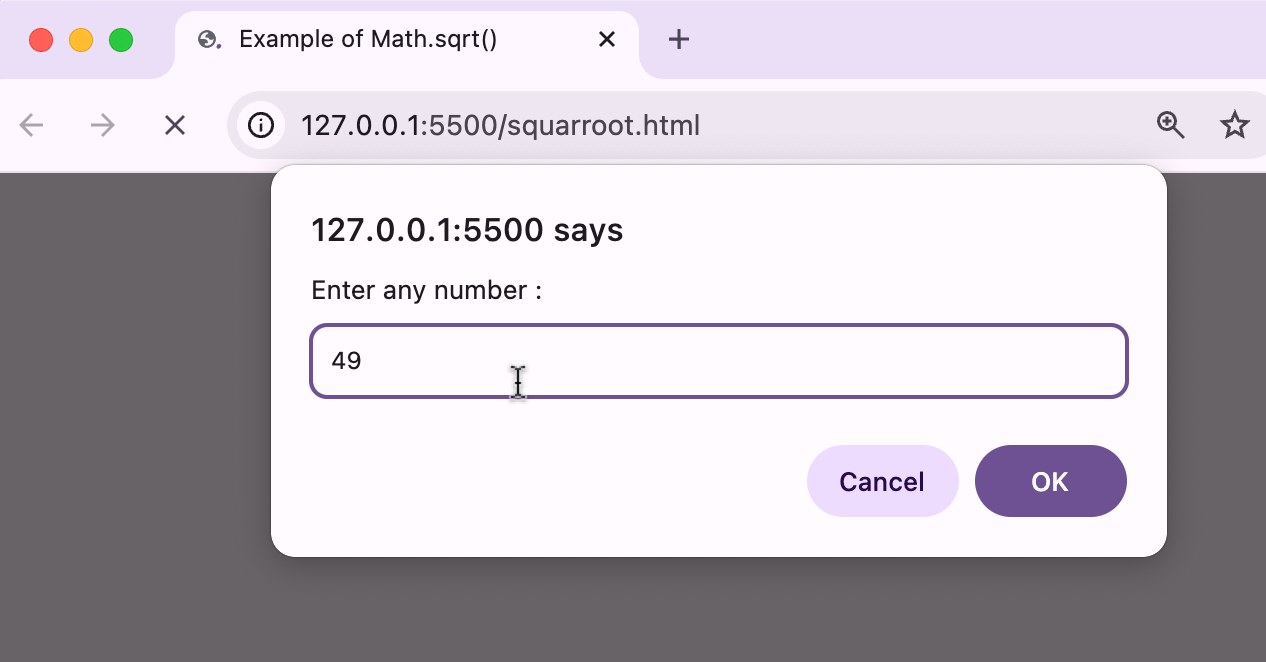 Example of Math.sqrt()
127.0.0.1:5500/squarroot.html
127.0.0.1:5500 says
Enter any number :
49
Cancel OK